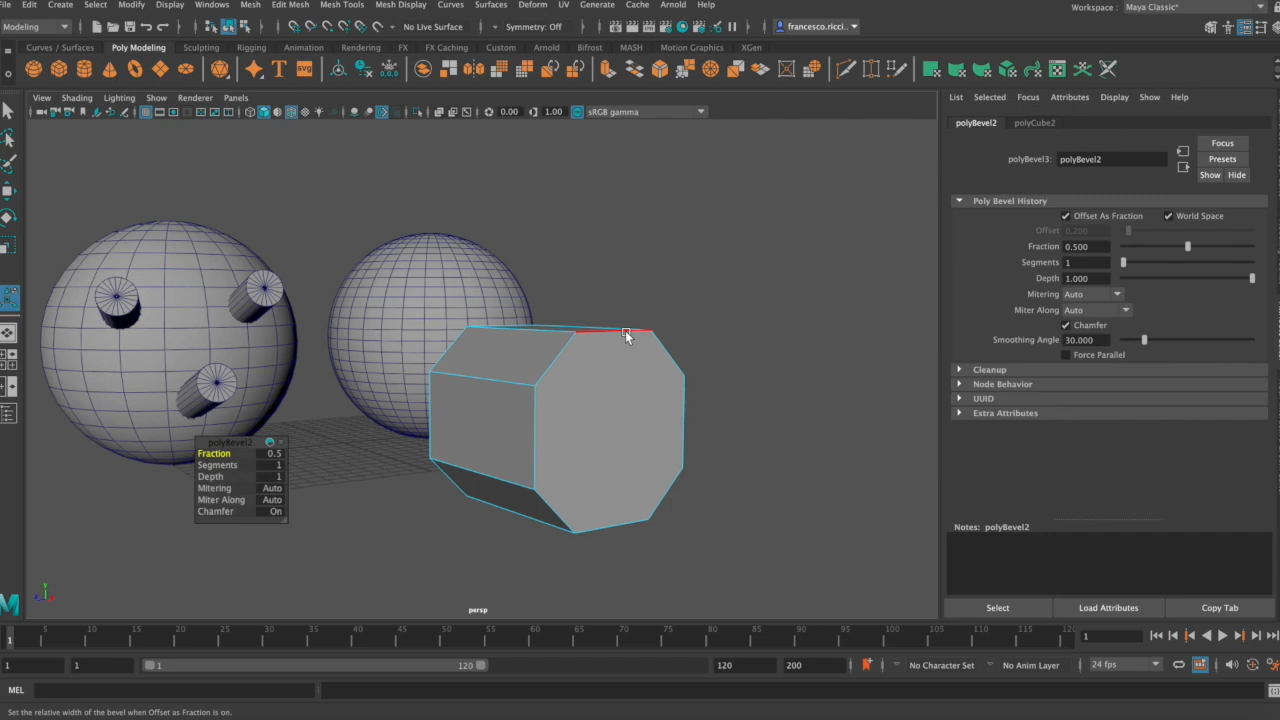 File Edit Create Select Modify Display Windows Mesh Edit Mesh Mesh Tools Mesh Display Curves Surfaces Deform UV Generate Cache Arnold Help Workspace : Maya Classic*
Modeling No Live Surface Symmetry: Off francesco.ricci...
Curves / Surfaces Poly Modeling Sculpting Rigging Animation Rendering FX FX Caching Custom Arnold Bifrost MASH Motion Graphics XGen
T SVG 0,0,0
View Shading Lighting Show Renderer Panels
0.00 1.00 sRGB gamma
List Selected Focus Attributes Display Show Help
polyBevel2 polyCube2
Focus
polyBevel3: polyBevel2 Presets
Show Hide
Poly Bevel History
Offset As Fraction World Space
Offset 0.200
Fraction 0.500
Segments 1
Depth 1.000
Mitering Auto
Miter Along Auto
Chamfer
Smoothing Angle 30.000
Force Parallel
Cleanup
Node Behavior
UUID
Extra Attributes
polyBevel2
Fraction 0.5
Segments 1
Depth 1
Mitering Auto
Miter Along Auto
Chamfer On
Notes: polyBevel2
y
x
z
persp
Select Load Attributes Copy Tab
5 10 15 20 25 30 35 40 45 50 55 60 65 70 75 80 85 90 95 100 105 110 115 120
1 1
1 1 1 120 120 200 No Character Set No Anim Layer 24 fps
MEL
Set the relative width of the bevel when Offset as Fraction is on.